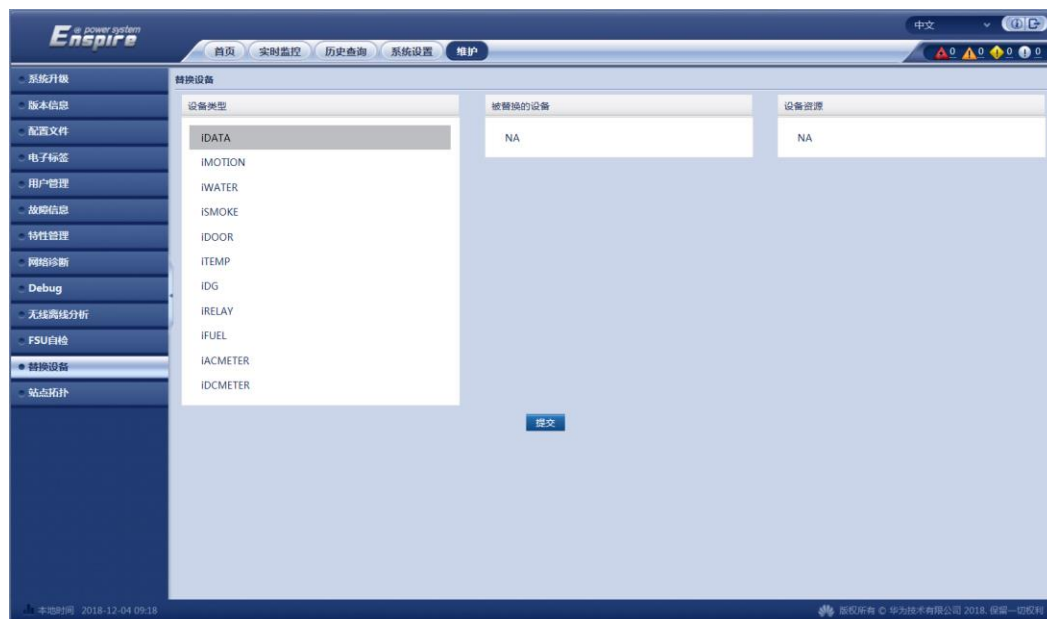 e power system
Enspire
中文
首页 实时监控 历史查询 系统设置 维护
0 0 0 0
系统升级
版本信息
配置文件
电子标签
用户管理
故障信息
特性管理
网络诊断
Debug
无线离线分析
FSU自检
替换设备
站点拓扑
替换设备
设备类型
iDATA
iMOTION
iWATER
iSMOKE
iDOOR
iTEMP
iDG
iRELAY
iFUEL
iACMETER
iDCMETER
被替换的设备
NA
设备资源
NA
提交
本地时间 2018-12-04 09:18
版权所有 © 华为技术有限公司 2018. 保留一切权利